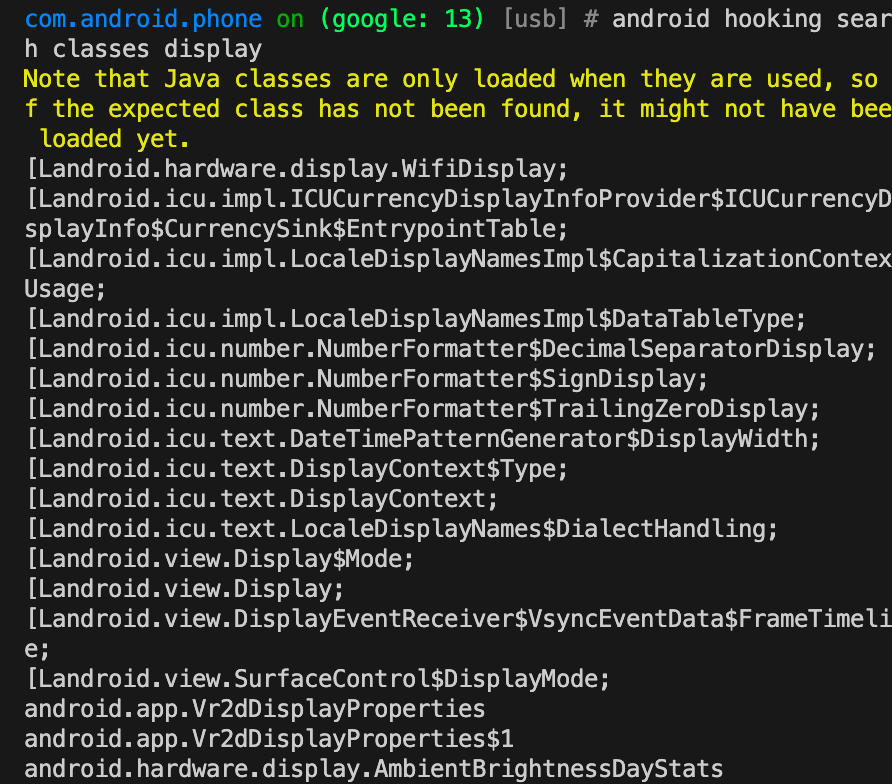 com.android.phone on (google: 13) [usb] # android hooking sear
h classes display
Note that Java classes are only loaded when they are used, so
f the expected class has not been found, it might not have bee
loaded yet.
[Landroid.hardware.display.WifiDisplay;
[Landroid.icu.impl.ICUCurrencyDisplayInfoProvider$ICUCurrencyD
splayInfo$CurrencySink$EntrypointTable;
[Landroid.icu.impl.LocaleDisplayNamesImpl$CapitalizationContex
Usage;
[Landroid.icu.impl.LocaleDisplayNamesImpl$DataTableType;
[Landroid.icu.number.NumberFormatter$DecimalSeparatorDisplay;
[Landroid.icu.number.NumberFormatter$SignDisplay;
[Landroid.icu.number.NumberFormatter$TrailingZeroDisplay;
[Landroid.icu.text.DateTimePatternGenerator$DisplayWidth;
[Landroid.icu.text.DisplayContext$Type;
[Landroid.icu.text.DisplayContext;
[Landroid.icu.text.LocaleDisplayNames$DialectHandling;
[Landroid.view.Display$Mode;
[Landroid.view.Display;
[Landroid.view.DisplayEventReceiver$VsyncEventData$FrameTimeli
e;
[Landroid.view.SurfaceControl$DisplayMode;
android.app.Vr2dDisplayProperties
android.app.Vr2dDisplayProperties$1
android.hardware.display.AmbientBrightnessDayStats